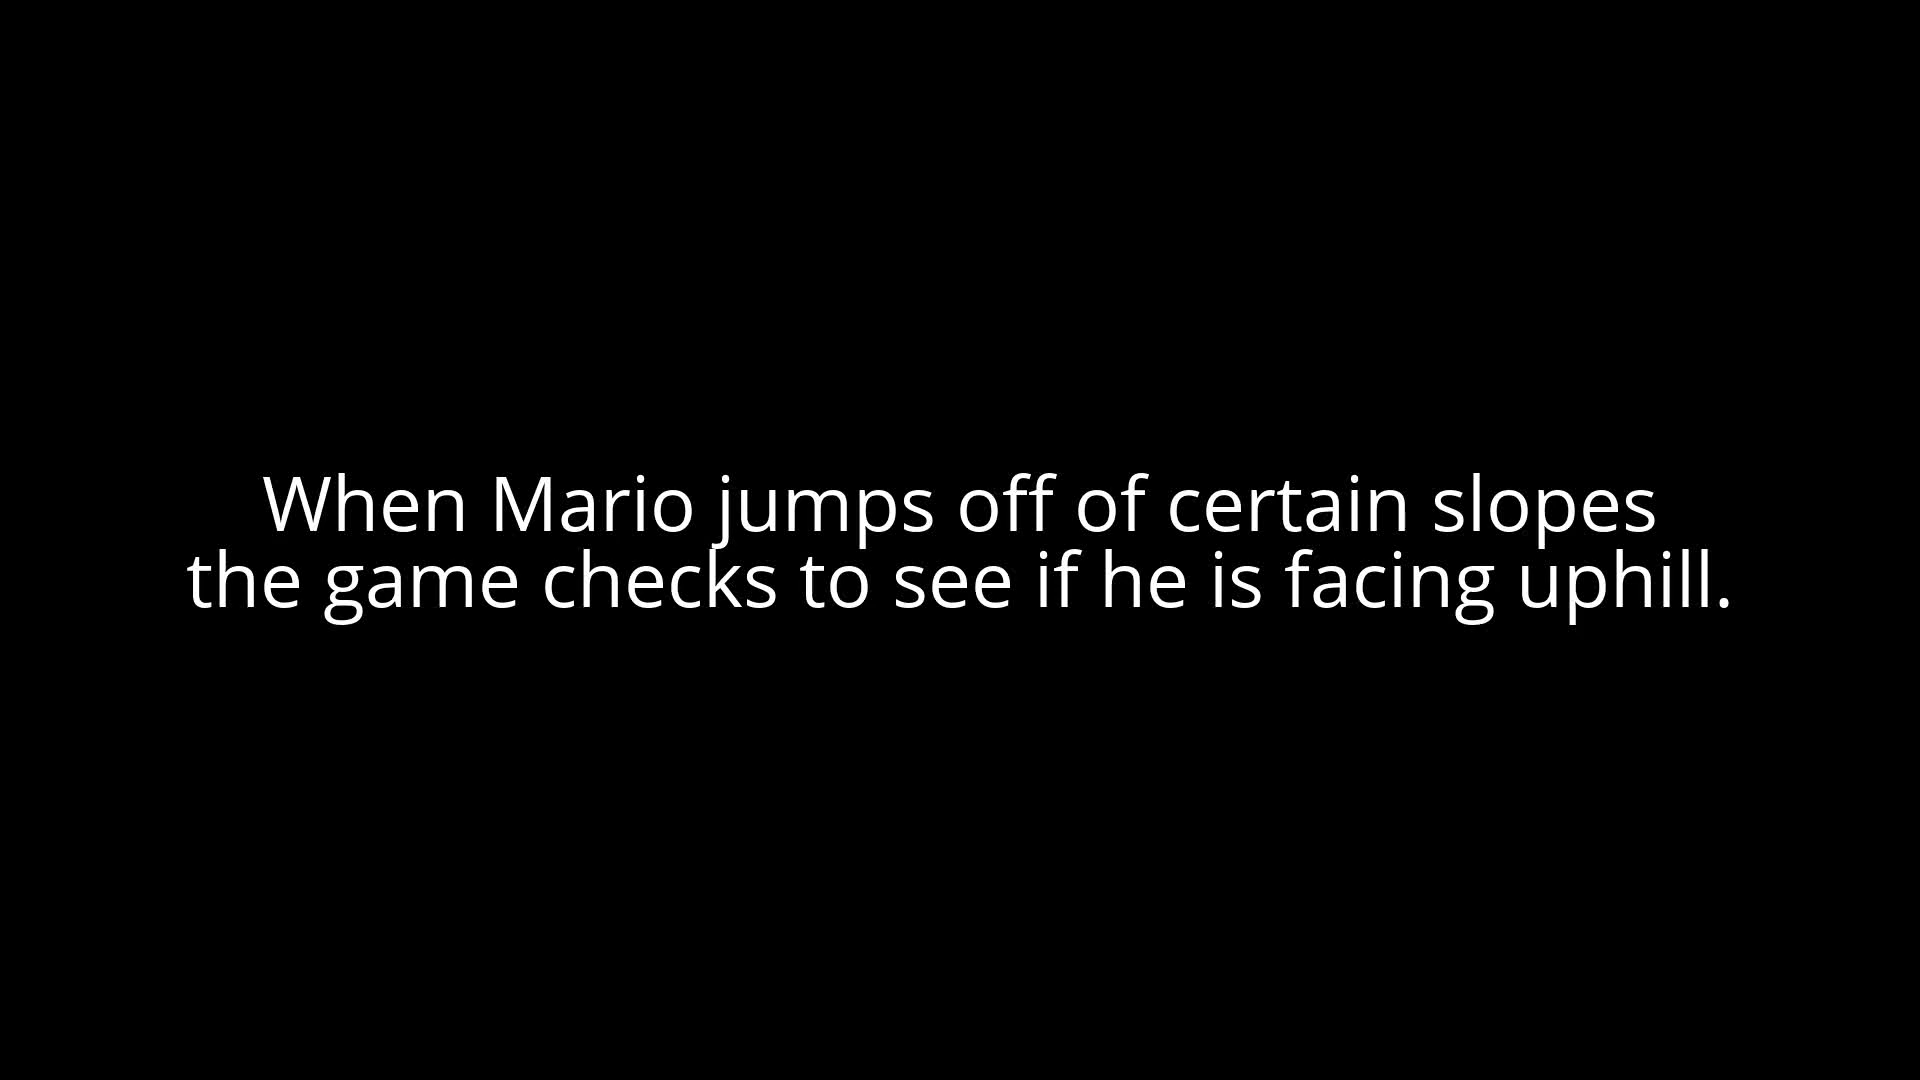 When Mario jumps off of certain slopes
the game checks to see if he is facing uphill.